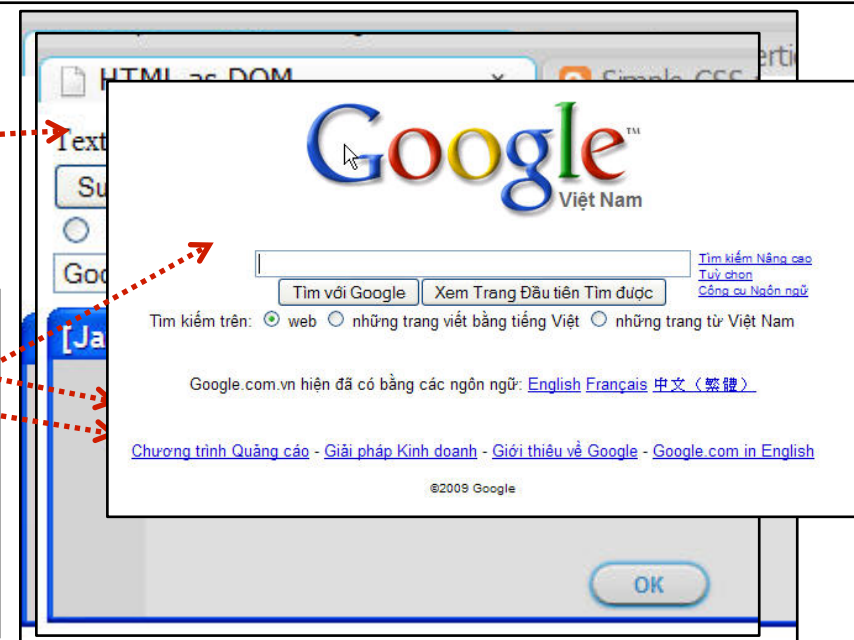 HTML as DOM
Simple CSS
erti
Text
Su
Goo
[Ja
Google™
Việt Nam
Tìm kiếm Nâng cao
Tuỳ chọn
Công cụ Ngôn ngữ
Tìm với Google Xem Trang Đầu tiên Tìm được
Tìm kiếm trên: web những trang viết bằng tiếng Việt những trang từ Việt Nam
Google.com.vn hiện đã có bằng các ngôn ngữ: English Français 中文（繁體）
Chương trình Quảng cáo - Giải pháp Kinh doanh - Giới thiệu về Google - Google.com in English
©2009 Google
OK